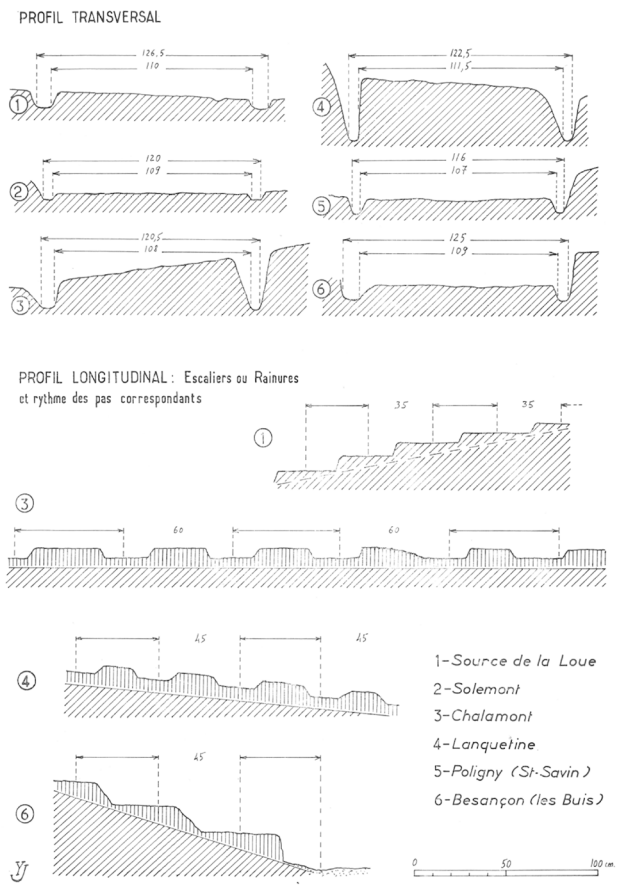 PROFIL TRANSVERSAL
126,5
110
1
122,5
111,5
4
120
109
2
116
107
5
120,5
108
3
125
109
6
PROFIL LONGITUDINAL : Escaliers ou Rainures
et rythme des pas correspondants
35 35
1
3
60 60
45 45
4
45
6
1-Source de la Loue
2-Solemont
3-Chalamont
4-Lanquetine
5-Poligny (St-Savin)
6-Besançon (les Buis)
0 50 100 cm.
YJ